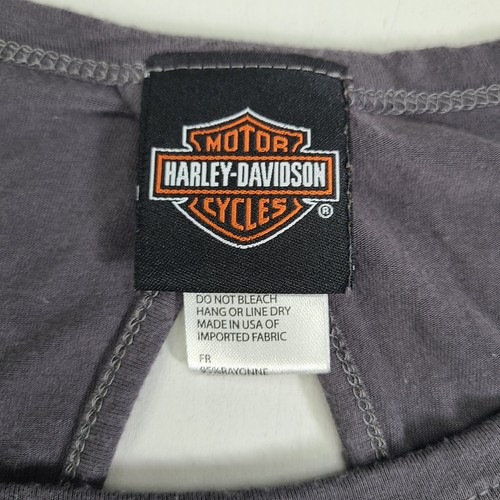 MOTOR
HARLEY-DAVIDSON
CYCLES
®
DO NOT BLEACH
HANG OR LINE DRY
MADE IN USA OF
IMPORTED FABRIC
FR
95%RAYONNE